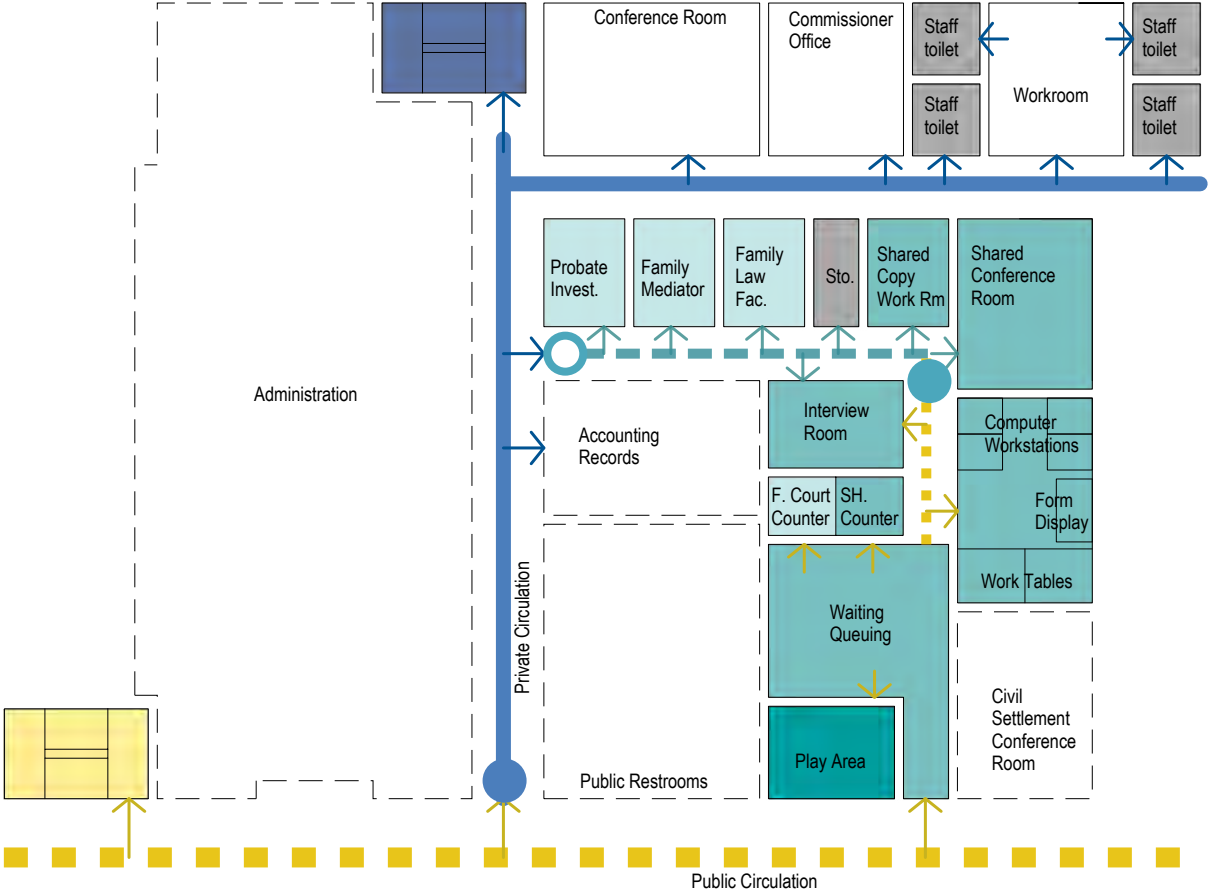 Conference Room
Commissioner
Office
Staff
toilet
Staff
toilet
Workroom
Staff
toilet
Staff
toilet
Probate
Invest.
Family
Mediator
Family
Law
Fac.
Sto.
Shared
Copy
Work Rm
Shared
Conference
Room
Administration
Accounting
Records
Interview
Room
Computer
Workstations
F. Court
Counter
SH.
Counter
Form
Display
Work Tables
Private Circulation
Waiting
Queuing
Civil
Settlement
Conference
Room
Public Restrooms
Play Area
Public Circulation